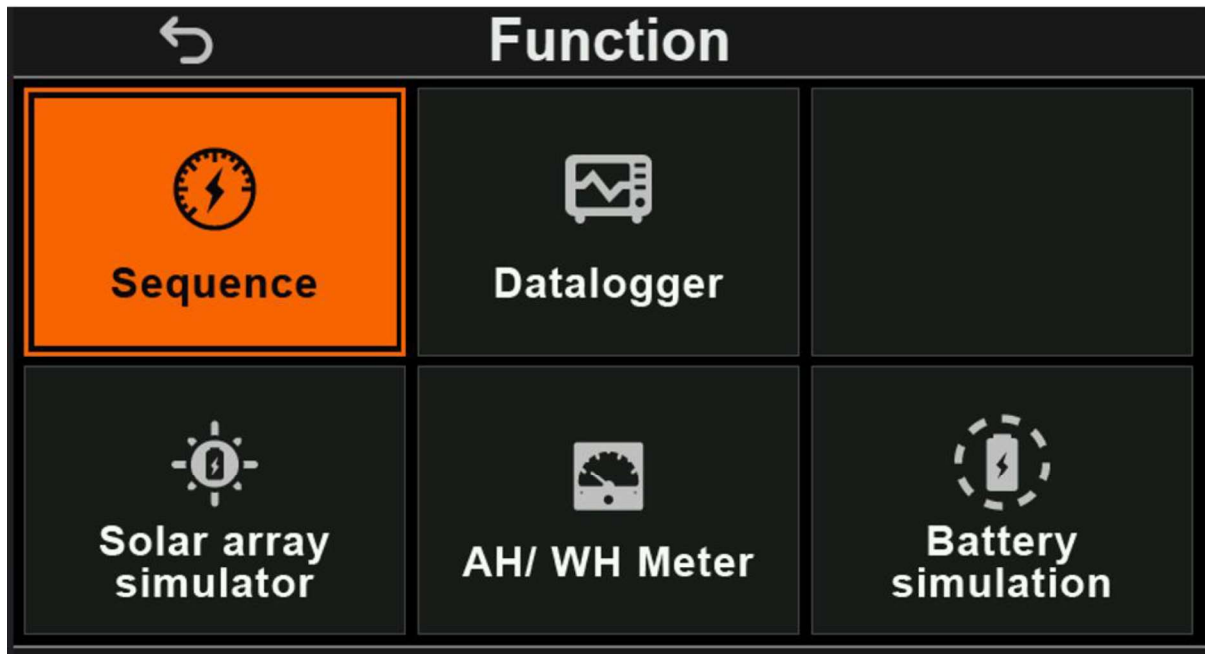 Function
Sequence
Datalogger
Solar array
simulator
AH/ WH Meter
Battery
simulation